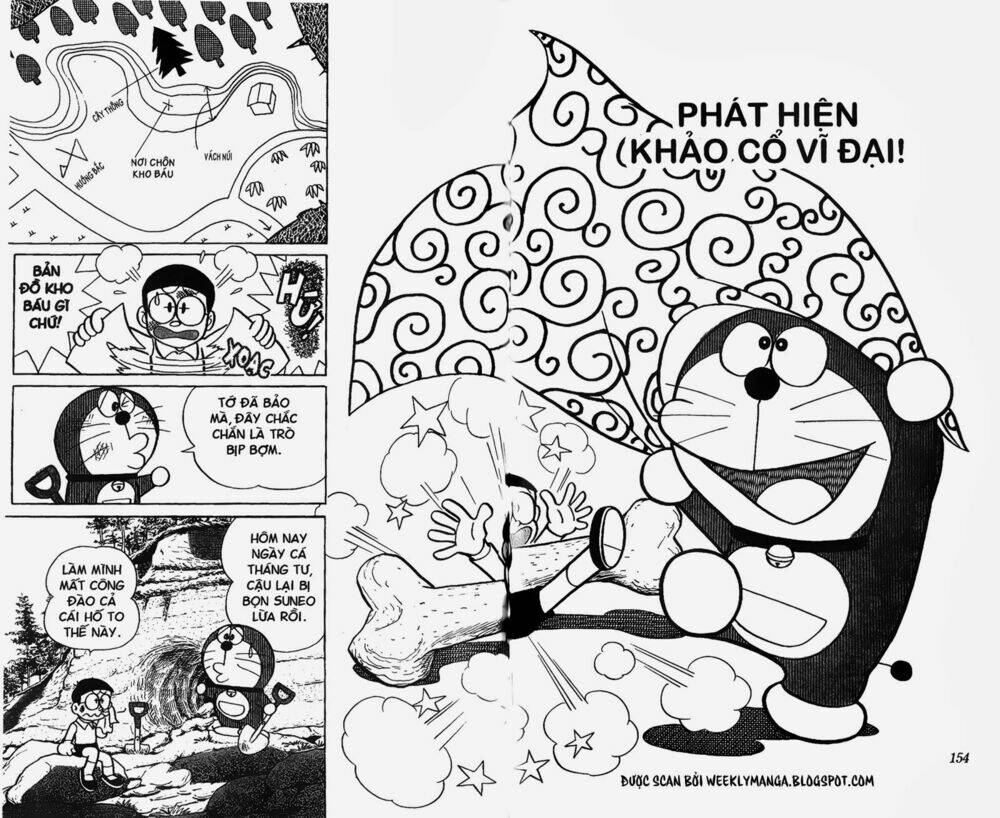 PHÁT HIỆN
(KHẢO CỔ VĨ ĐẠI!
CÂY THÔNG
HƯỚNG BẮC
NƠI CHÔN
KHO BÁU
VÁCH NÚI
BẢN
ĐỒ KHO
BÁU GÌ
CHỨ!
H-
Ứ!
XOẠC
TỚ ĐÃ BẢO
MÀ, ĐÂY CHẮC
CHẮN LÀ TRÒ
BỊP BỢM.
HÔM NAY
NGÀY CÁ
THÁNG TƯ,
CẬU LẠI BỊ
BỌN SUNEO
LỪA RỒI.
LÀM MÌNH
MẤT CÔNG
ĐÀO CẢ
CÁI HỐ TO
THẾ NÀY.
154
ĐƯỢC SCAN BỞI WEEKLYMANGA.BLOGSPOT.COM